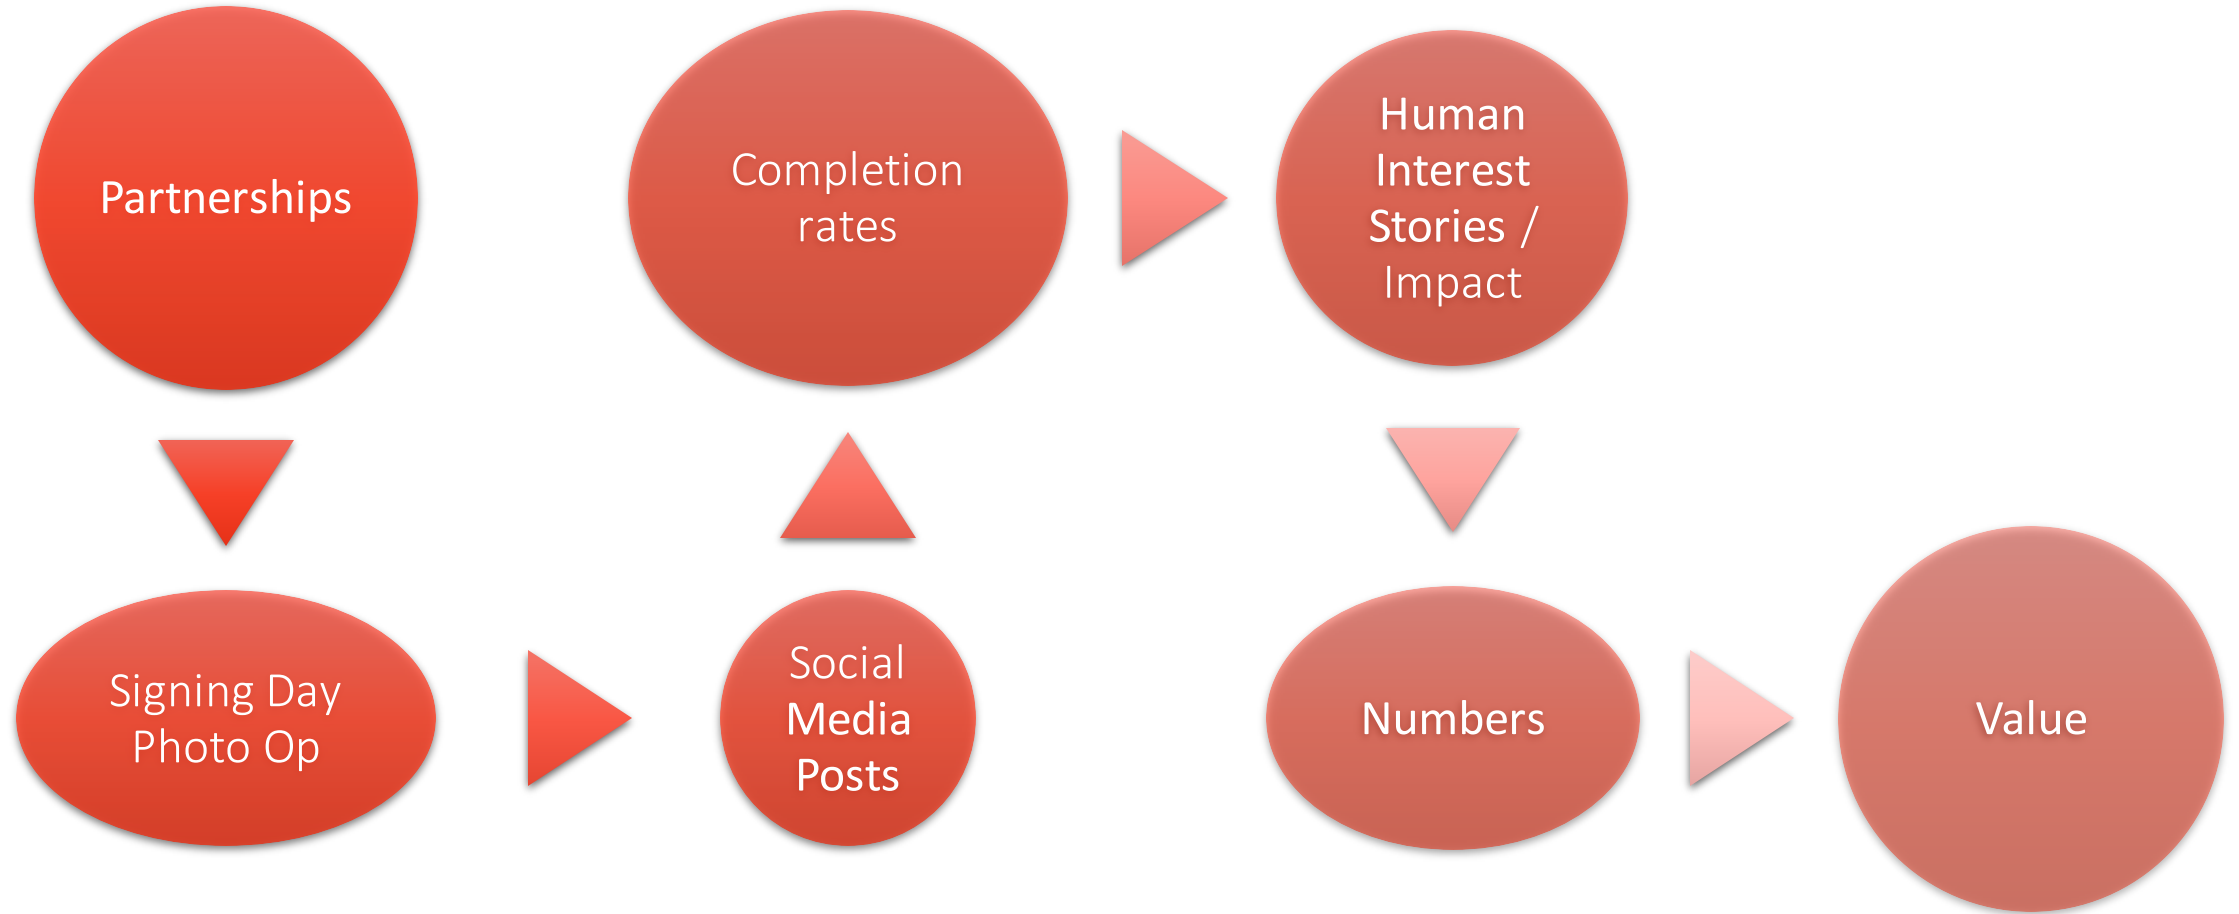 Partnerships
Signing Day
Photo Op
Social
Media
Posts
Completion
rates
Human
Interest
Stories /
Impact
Numbers
Value